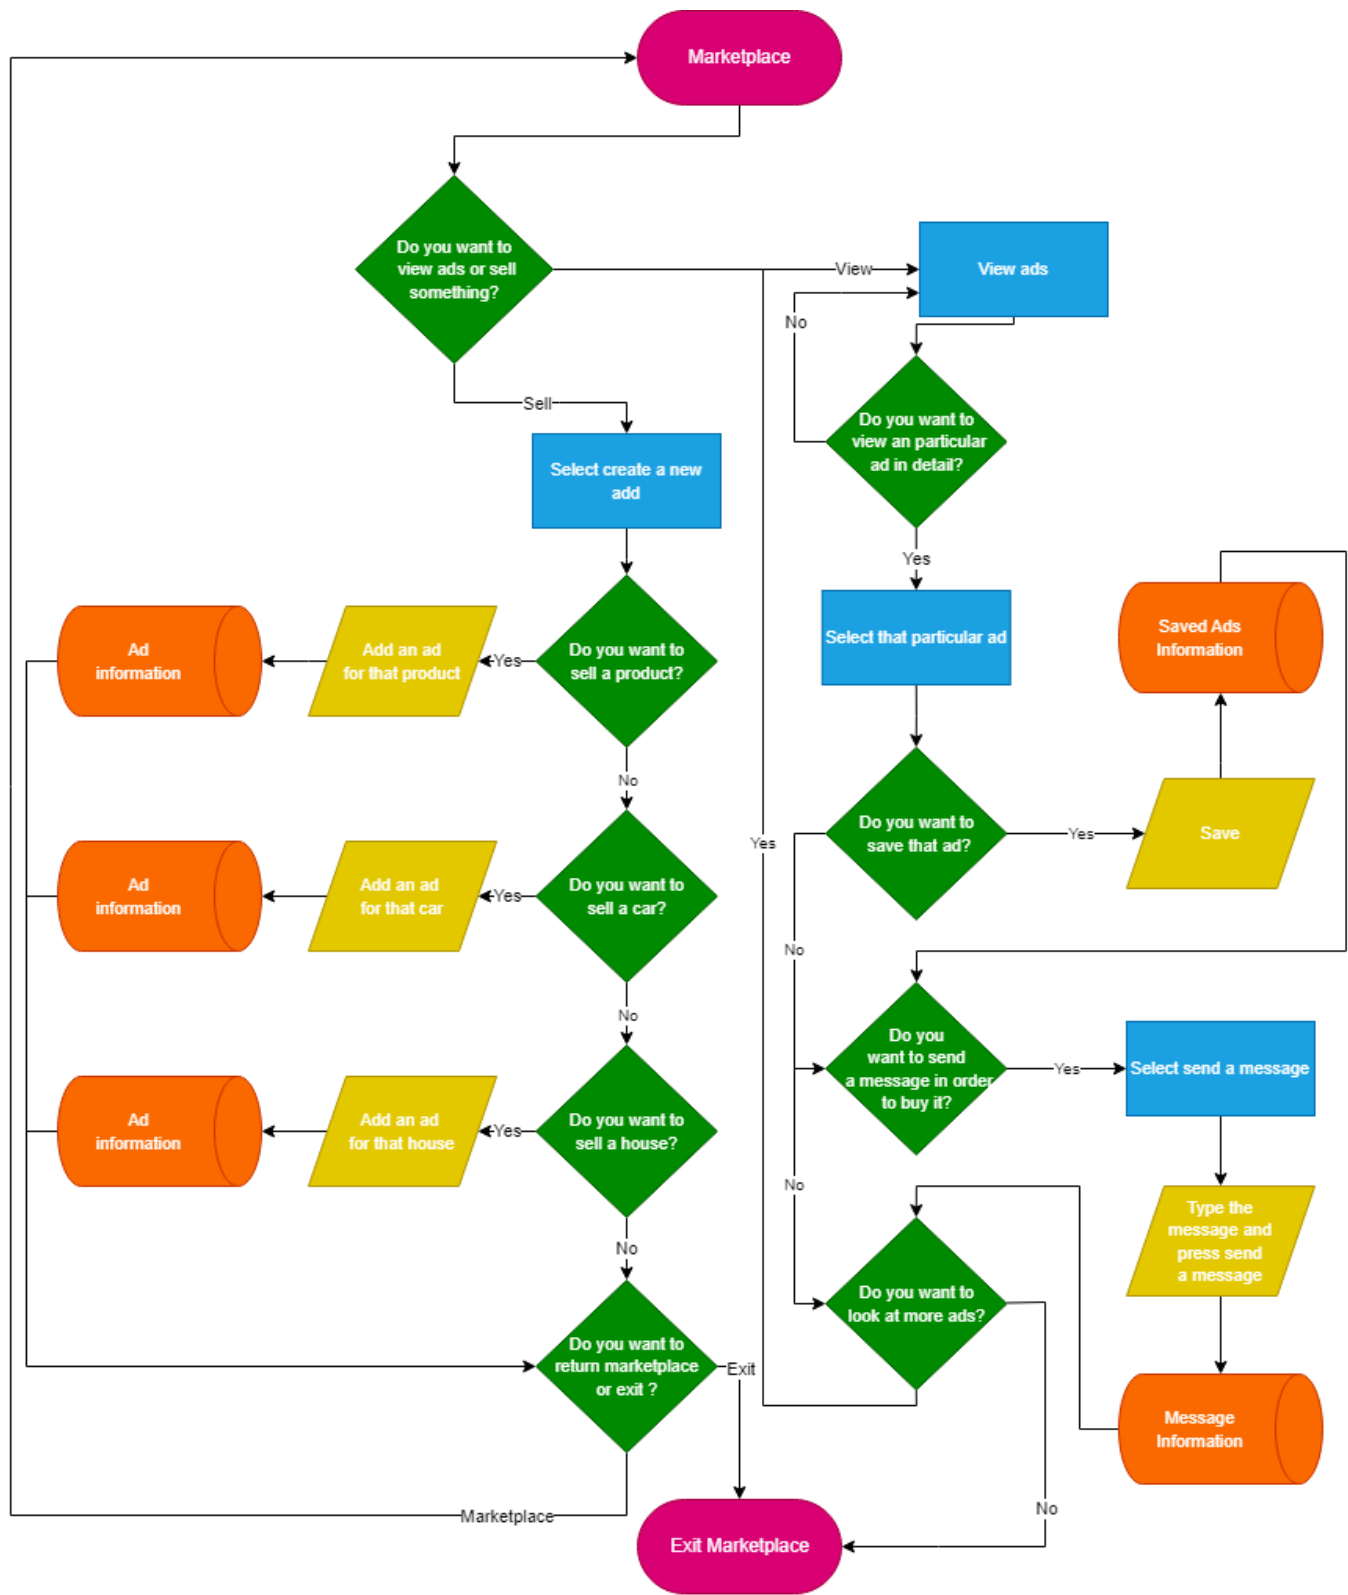 Marketplace
Do you want to
view ads or sell
something?
View
View ads
No
Sell
Do you want to
view an particular
ad in detail?
Select create a new
add
Yes
Select that particular ad
Saved Ads
Information
Ad
information
Add an ad
for that product
Yes
Do you want to
sell a product?
No
Do you want to
save that ad?
Yes
Save
Yes
Ad
information
Add an ad
for that car
Yes
Do you want to
sell a car?
No
No
Do you
want to send
a message in order
to buy it?
Yes
Select send a message
Ad
information
Add an ad
for that house
Yes
Do you want to
sell a house?
No
No
Type the
message and
press send
a message
Do you want to
look at more ads?
Do you want to
return marketplace
or exit ?
Exit
Message
Information
No
Marketplace
Exit Marketplace